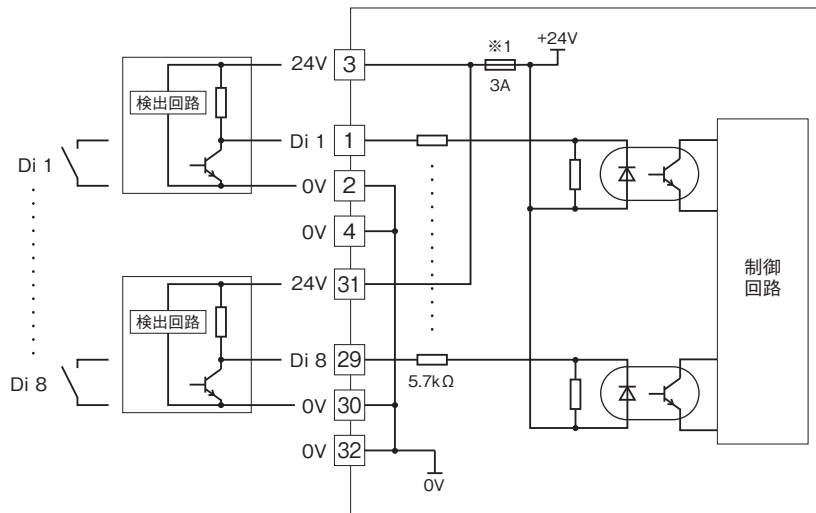 ※1
+24V
24V 3
3A
検出回路
Di 1 1
Di 1
0V 2
0V 4
24V 31
制御
回路
検出回路
Di 8 29
5.7kΩ
Di 8
0V 30
0V 32
0V